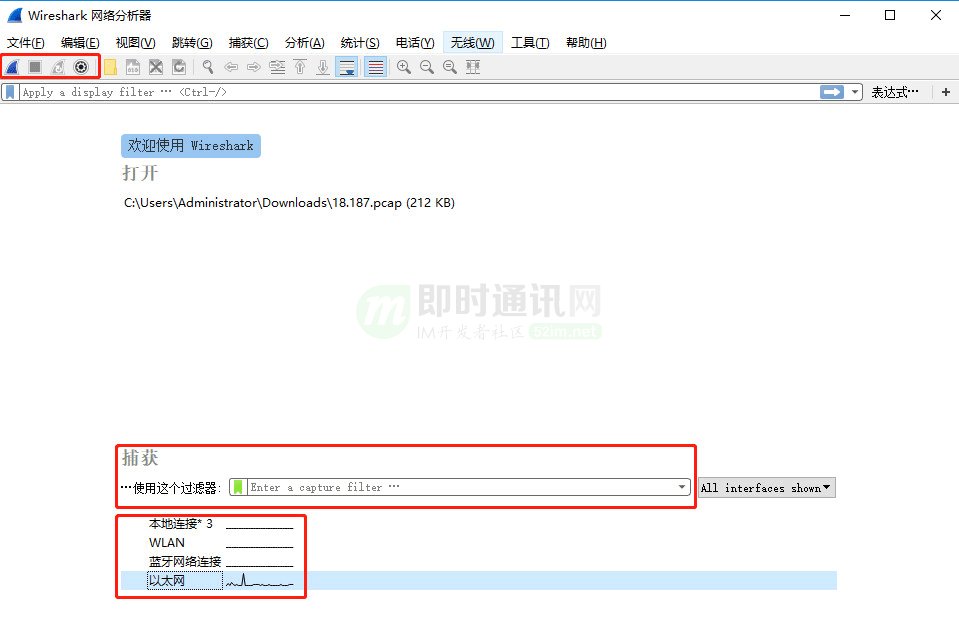 Wireshark 网络分析器
文件(F) 编辑(E) 视图(V) 跳转(G) 捕获(C) 分析(A) 统计(S) 电话(Y) 无线(W) 工具(T) 帮助(H)
Apply a display filter … <Ctrl-/> 表达式… +
欢迎使用 Wireshark
打开
C:\Users\Administrator\Downloads\18.187.pcap (212 KB)
即时通讯网
IM开发者社区 52im.net
捕获
…使用这个过滤器: Enter a capture filter … All interfaces shown
本地连接* 3
WLAN
蓝牙网络连接
以太网